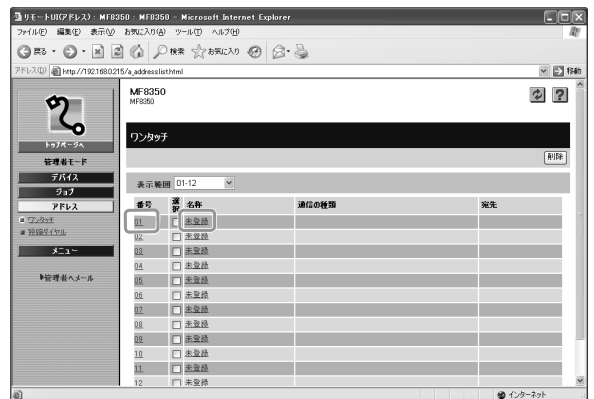 リモートUI(アドレス) : MF8350 : MF8350 - Microsoft Internet Explorer
ファイル(F) 編集(E) 表示(V) お気に入り(A) ツール(T) ヘルプ(H)
戻る 検索 お気に入り
アドレス(D) http://192.168.0.215/a_addresslist.html 移動
MF8350
MF8350
トップページへ
ワンタッチ
管理者モード
削除
デバイス
ジョブ
アドレス
ワンタッチ
短縮ダイヤル
メニュー
管理者へメール
表示範囲 01-12
番号 選択 名称 通信の種類 宛先
01 未登録
02 未登録
03 未登録
04 未登録
05 未登録
06 未登録
07 未登録
08 未登録
09 未登録
10 未登録
11 未登録
12 未登録
インターネット